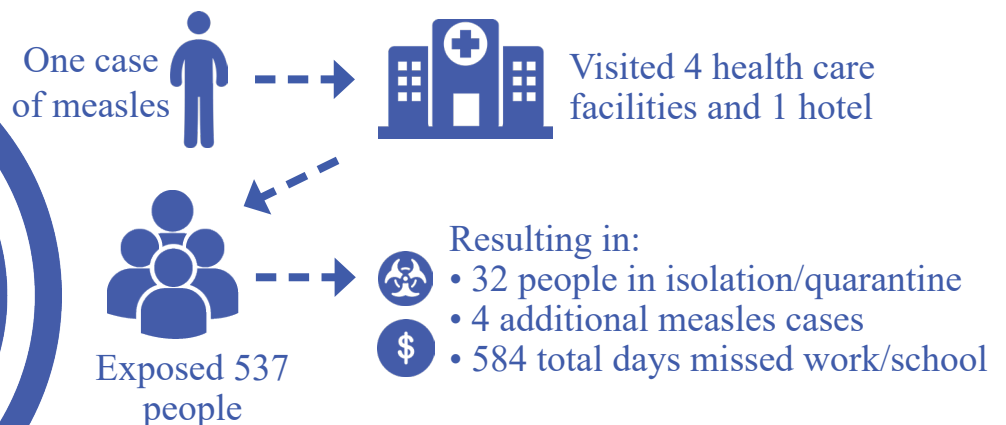 One case
of measles
Visited 4 health care
facilities and 1 hotel
Exposed 537
people
Resulting in:
• 32 people in isolation/quarantine
• 4 additional measles cases
$
• 584 total days missed work/school